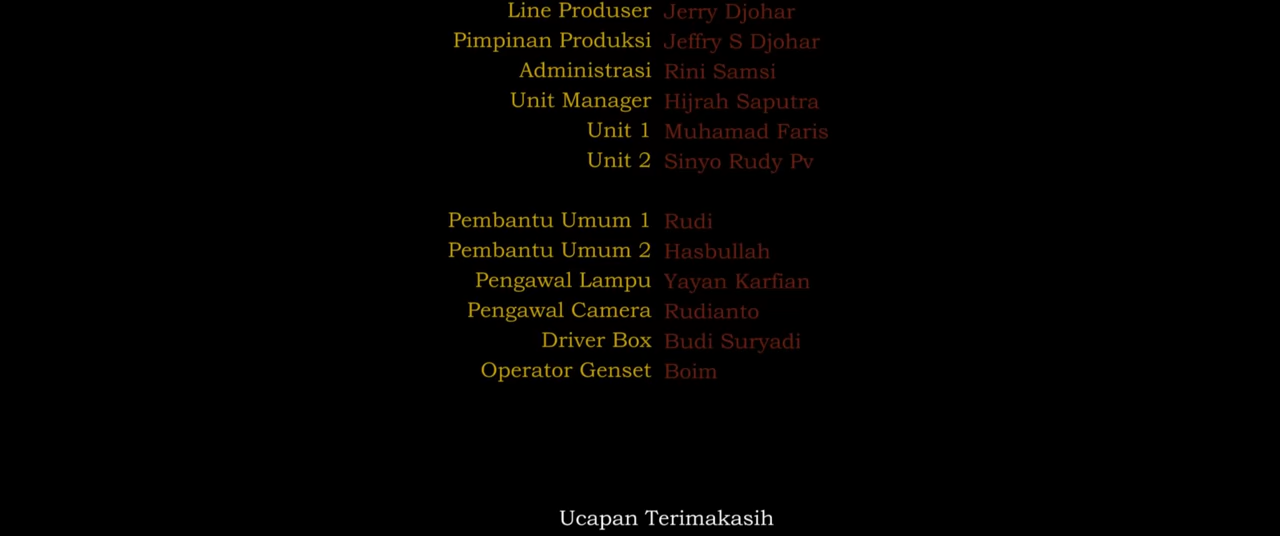 Line Produser Jerry Djohar
Pimpinan Produksi Jeffry S Djohar
Administrasi Rini Samsi
Unit Manager Hijrah Saputra
Unit 1 Muhamad Faris
Unit 2 Sinyo Rudy Pv
Pembantu Umum 1 Rudi
Pembantu Umum 2 Hasbullah
Pengawal Lampu Yayan Karfian
Pengawal Camera Rudianto
Driver Box Budi Suryadi
Operator Genset Boim
Ucapan Terimakasih